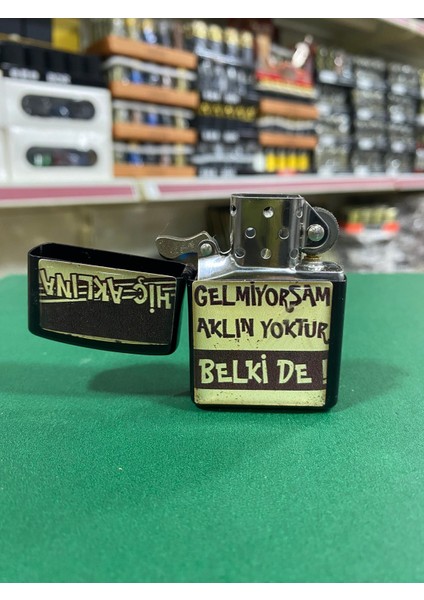 HİÇ AKLINA
GELMİYORSAM
AKLIN YOKTUR
BELKİ DE !